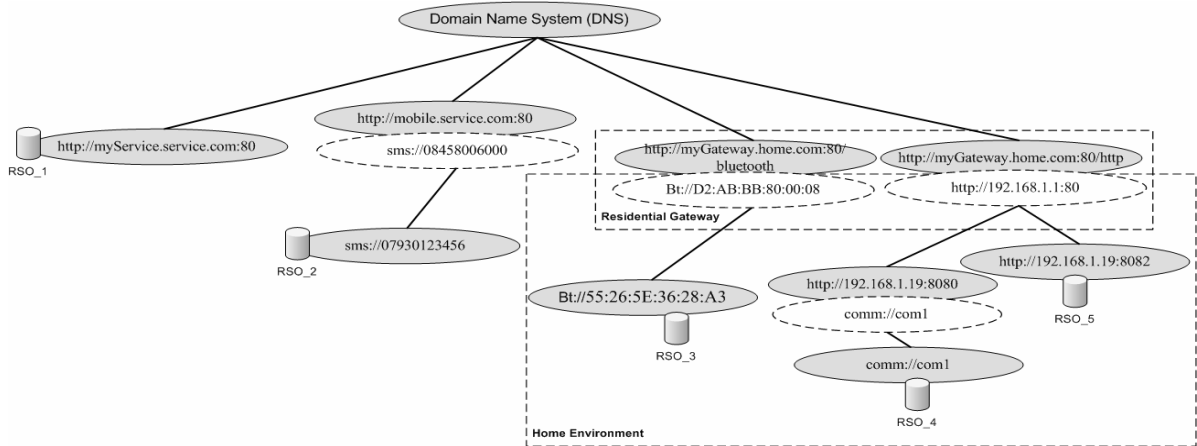 Domain Name System (DNS)
http://myService.service.com:80
RSO_1
http://mobile.service.com:80
sms://08458006000
sms://07930123456
RSO_2
http://myGateway.home.com:80/
bluetooth
Bt://D2:AB:BB:80:00:08
http://myGateway.home.com:80/http
http://192.168.1.1:80
Residential Gateway
Bt://55:26:5E:36:28:A3
RSO_3
http://192.168.1.19:8080
comm://com1
http://192.168.1.19:8082
RSO_5
comm://com1
RSO_4
Home Environment